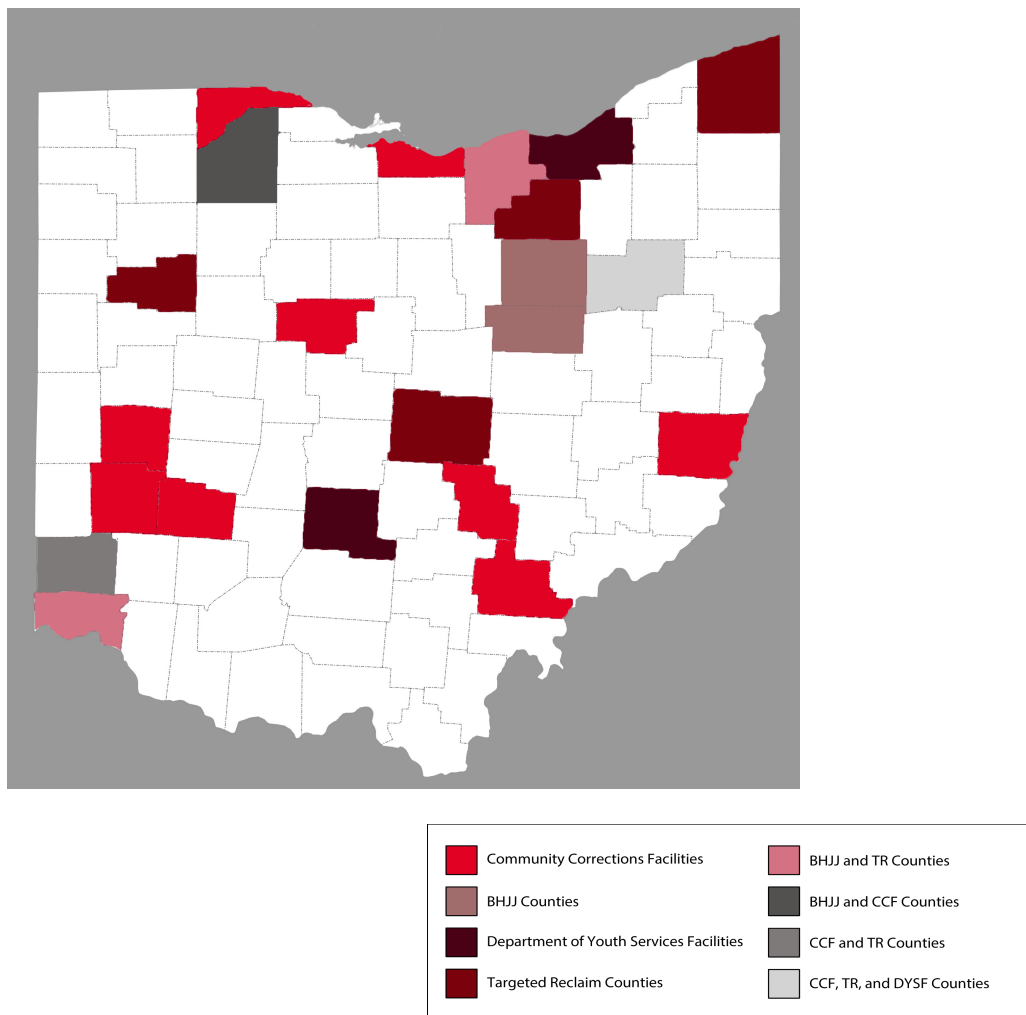 Community Corrections Facilities
BHJJ Counties
Department of Youth Services Facilities
Targeted Reclaim Counties
BHJJ and TR Counties
BHJJ and CCF Counties
CCF and TR Counties
CCF, TR, and DYSF Counties